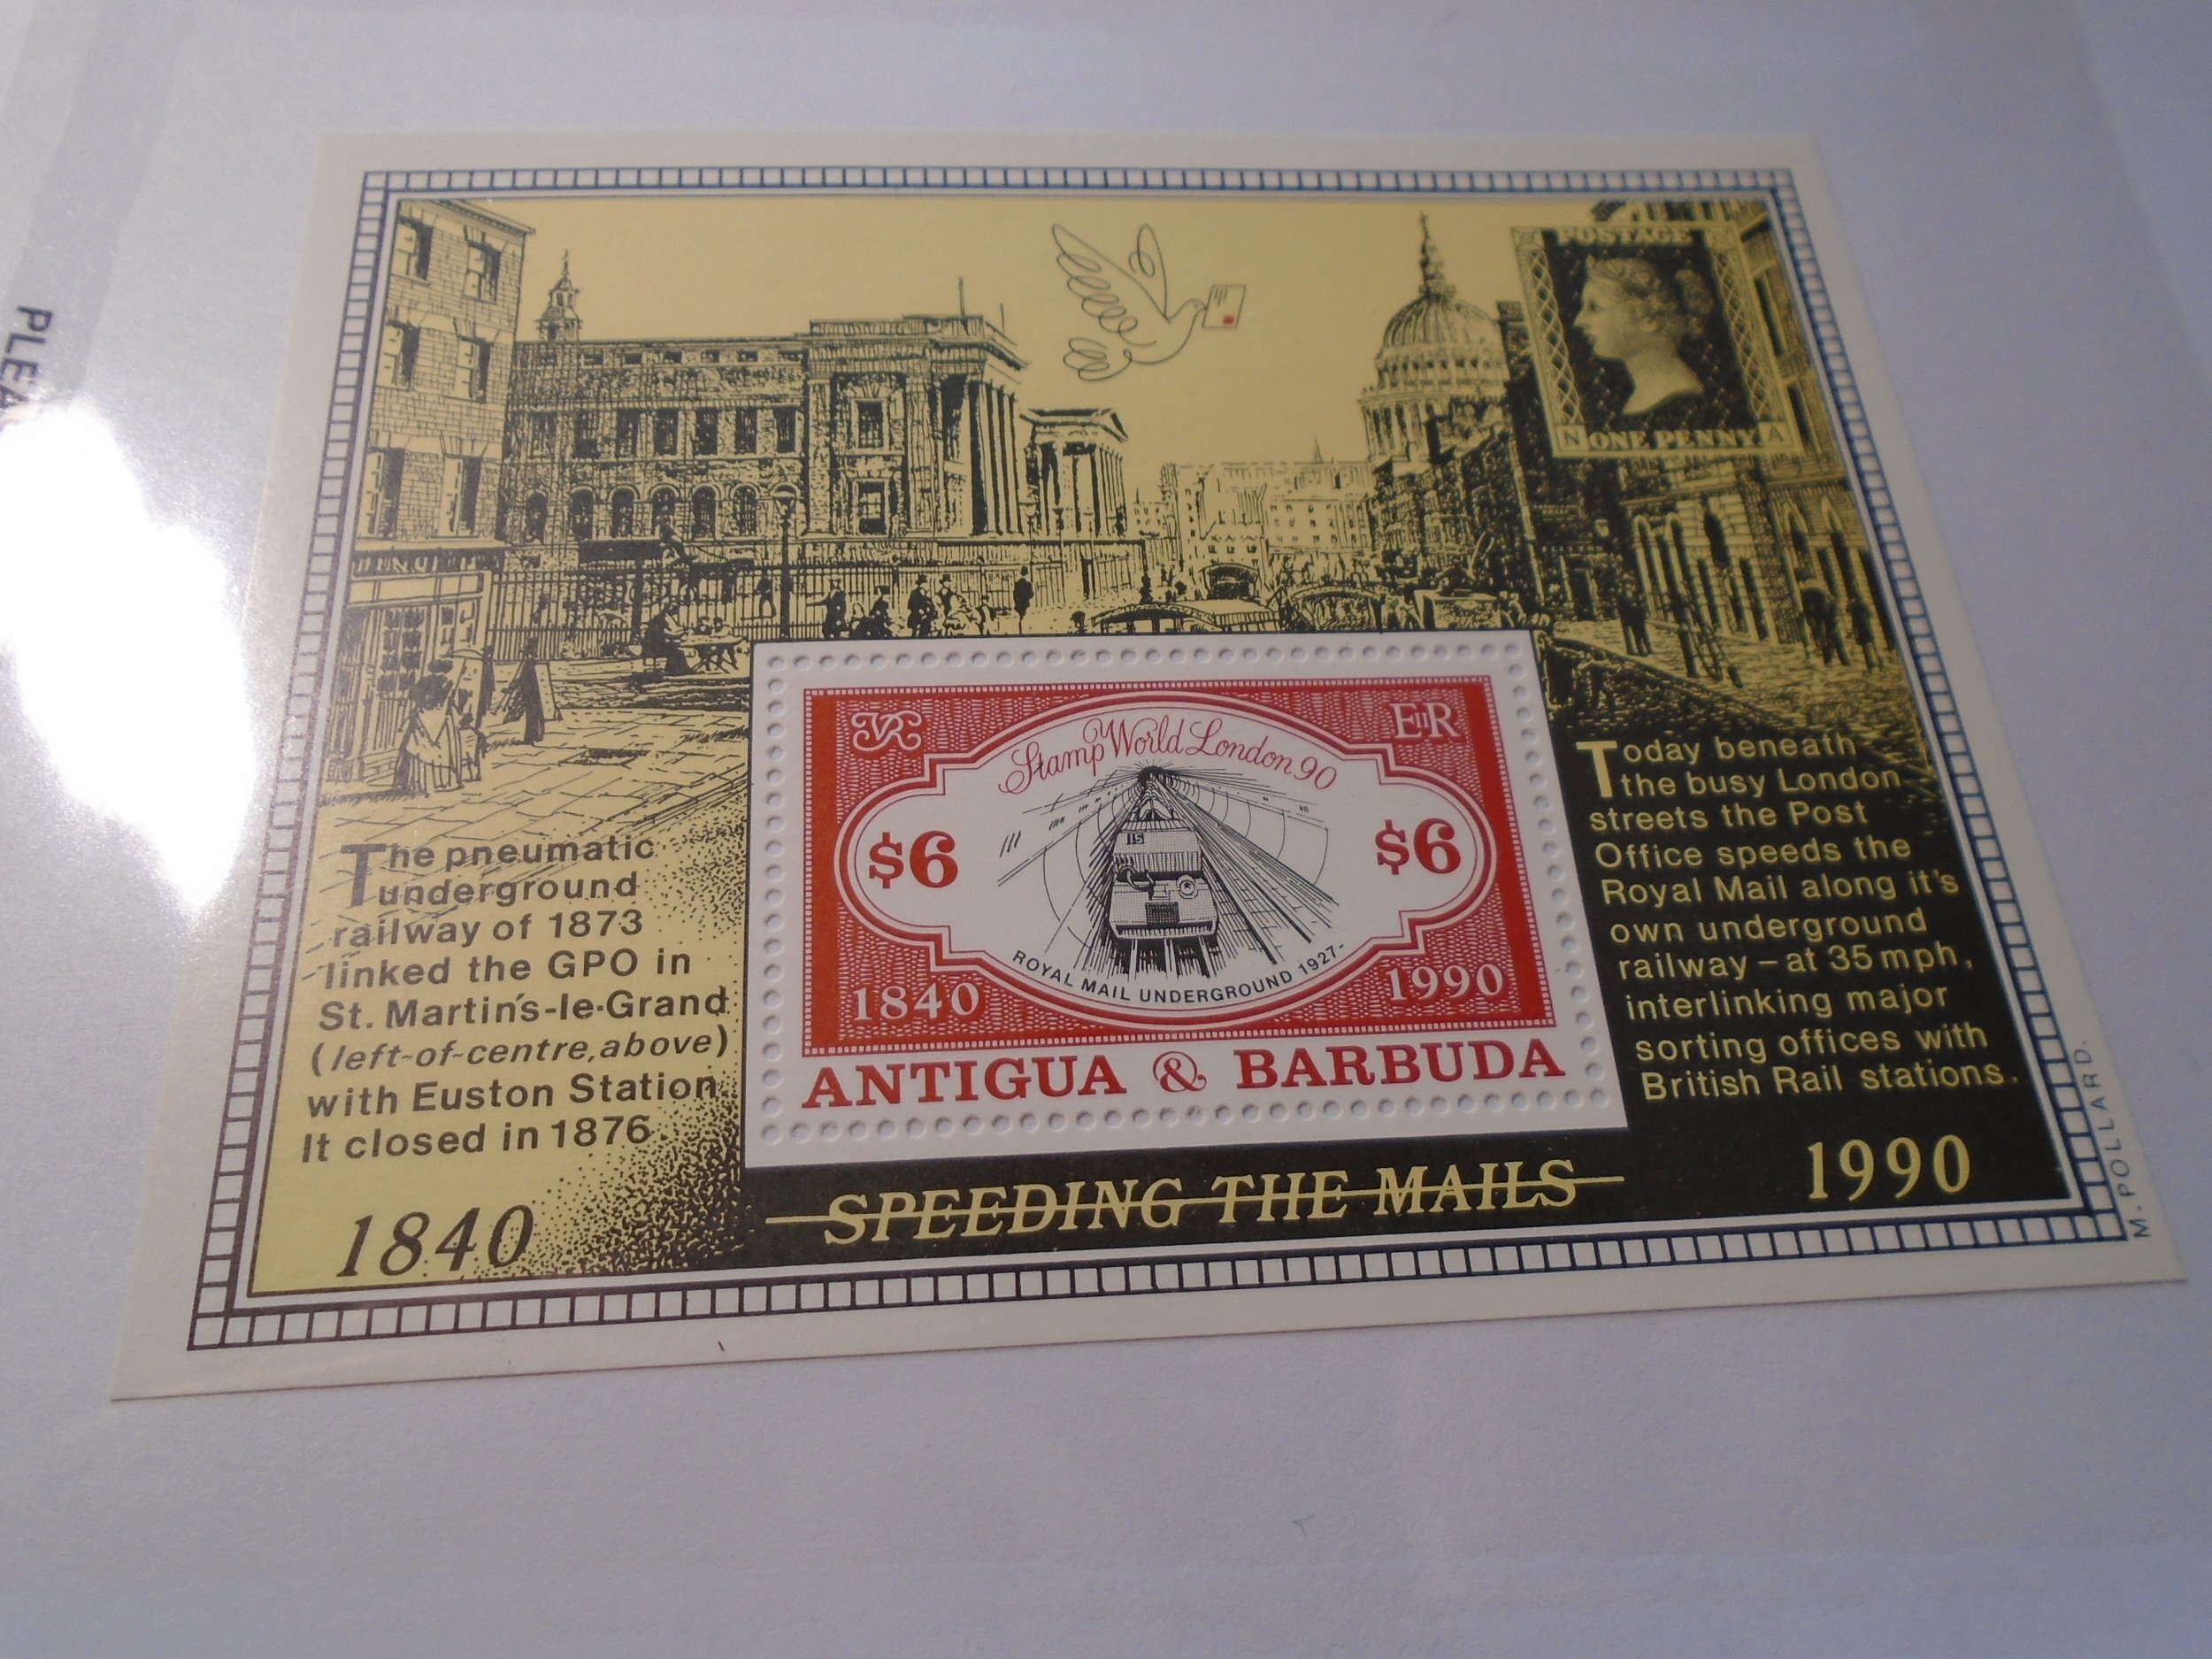 PLEA
POSTAGE
N ONE PENNY A
VR
EIIR
Stamp World London 90
$6
$6
15
ROYAL MAIL UNDERGROUND 1927-
1840
1990
ANTIGUA & BARBUDA
The pneumatic
underground
railway of 1873
linked the GPO in
St. Martin's-le-Grand
(left-of-centre, above)
with Euston Station.
It closed in 1876.
1840
Today beneath
the busy London
streets the Post
Office speeds the
Royal Mail along it's
own underground
railway – at 35 mph,
interlinking major
sorting offices with
British Rail stations.
1990
SPEEDING THE MAILS
M. POLLARD.